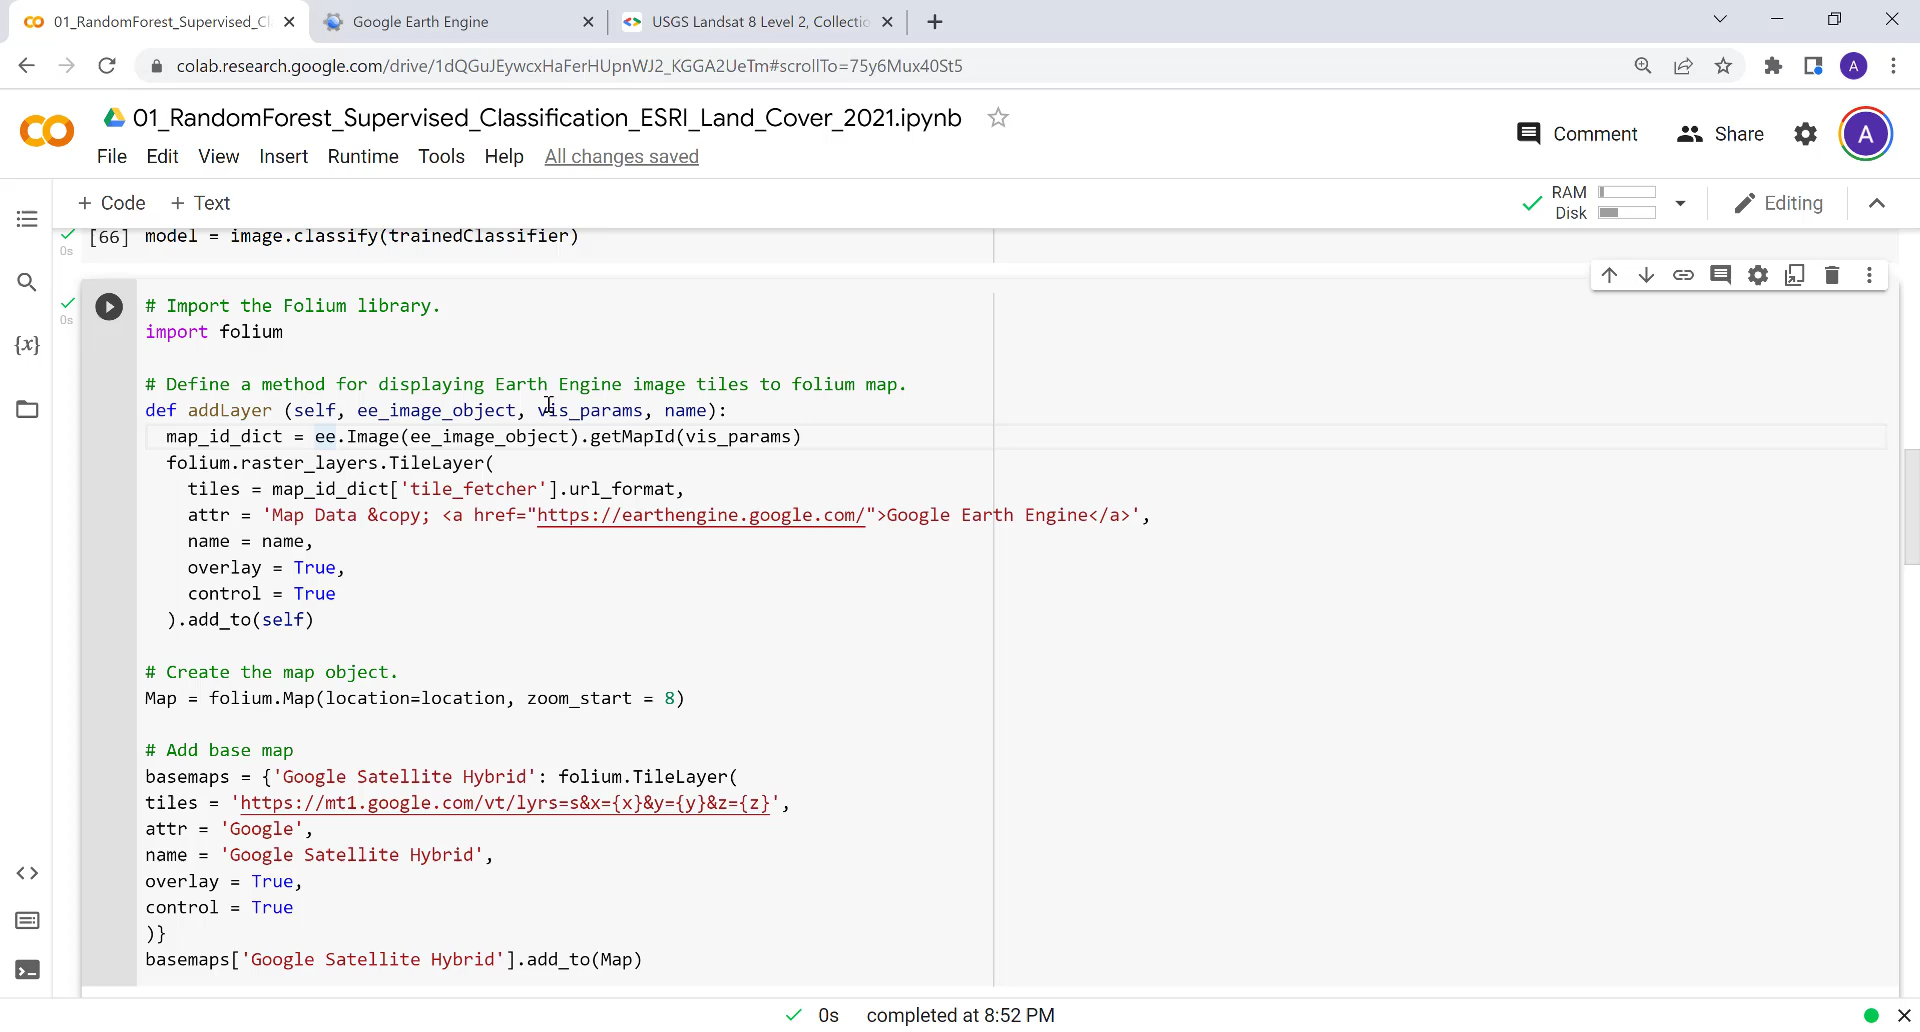 01_RandomForest_Supervised_Cl
Google Earth Engine
USGS Landsat 8 Level 2, Collectio
colab.research.google.com/drive/1dQGuJEywcxHaFerHUpnWJ2_KGGA2UeTm#scrollTo=75y6Mux40St5
A
01_RandomForest_Supervised_Classification_ESRI_Land_Cover_2021.ipynb
Comment
Share
A
File Edit View Insert Runtime Tools Help All changes saved
+ Code + Text
RAM
Disk
Editing
0s
[66] model = image.classify(trainedClassifier)
0s
{x}
# Import the Folium library.
import folium
# Define a method for displaying Earth Engine image tiles to folium map.
def addLayer (self, ee_image_object, vis_params, name):
map_id_dict = ee.Image(ee_image_object).getMapId(vis_params)
folium.raster_layers.TileLayer(
tiles = map_id_dict['tile_fetcher'].url_format,
attr = 'Map Data &copy; <a href="https://earthengine.google.com/">Google Earth Engine</a>',
name = name,
overlay = True,
control = True
).add_to(self)
# Create the map object.
Map = folium.Map(location=location, zoom_start = 8)
# Add base map
basemaps = {'Google Satellite Hybrid': folium.TileLayer(
tiles = 'https://mt1.google.com/vt/lyrs=s&x={x}&y={y}&z={z}',
attr = 'Google',
name = 'Google Satellite Hybrid',
overlay = True,
control = True
)}
basemaps['Google Satellite Hybrid'].add_to(Map)
0s completed at 8:52 PM